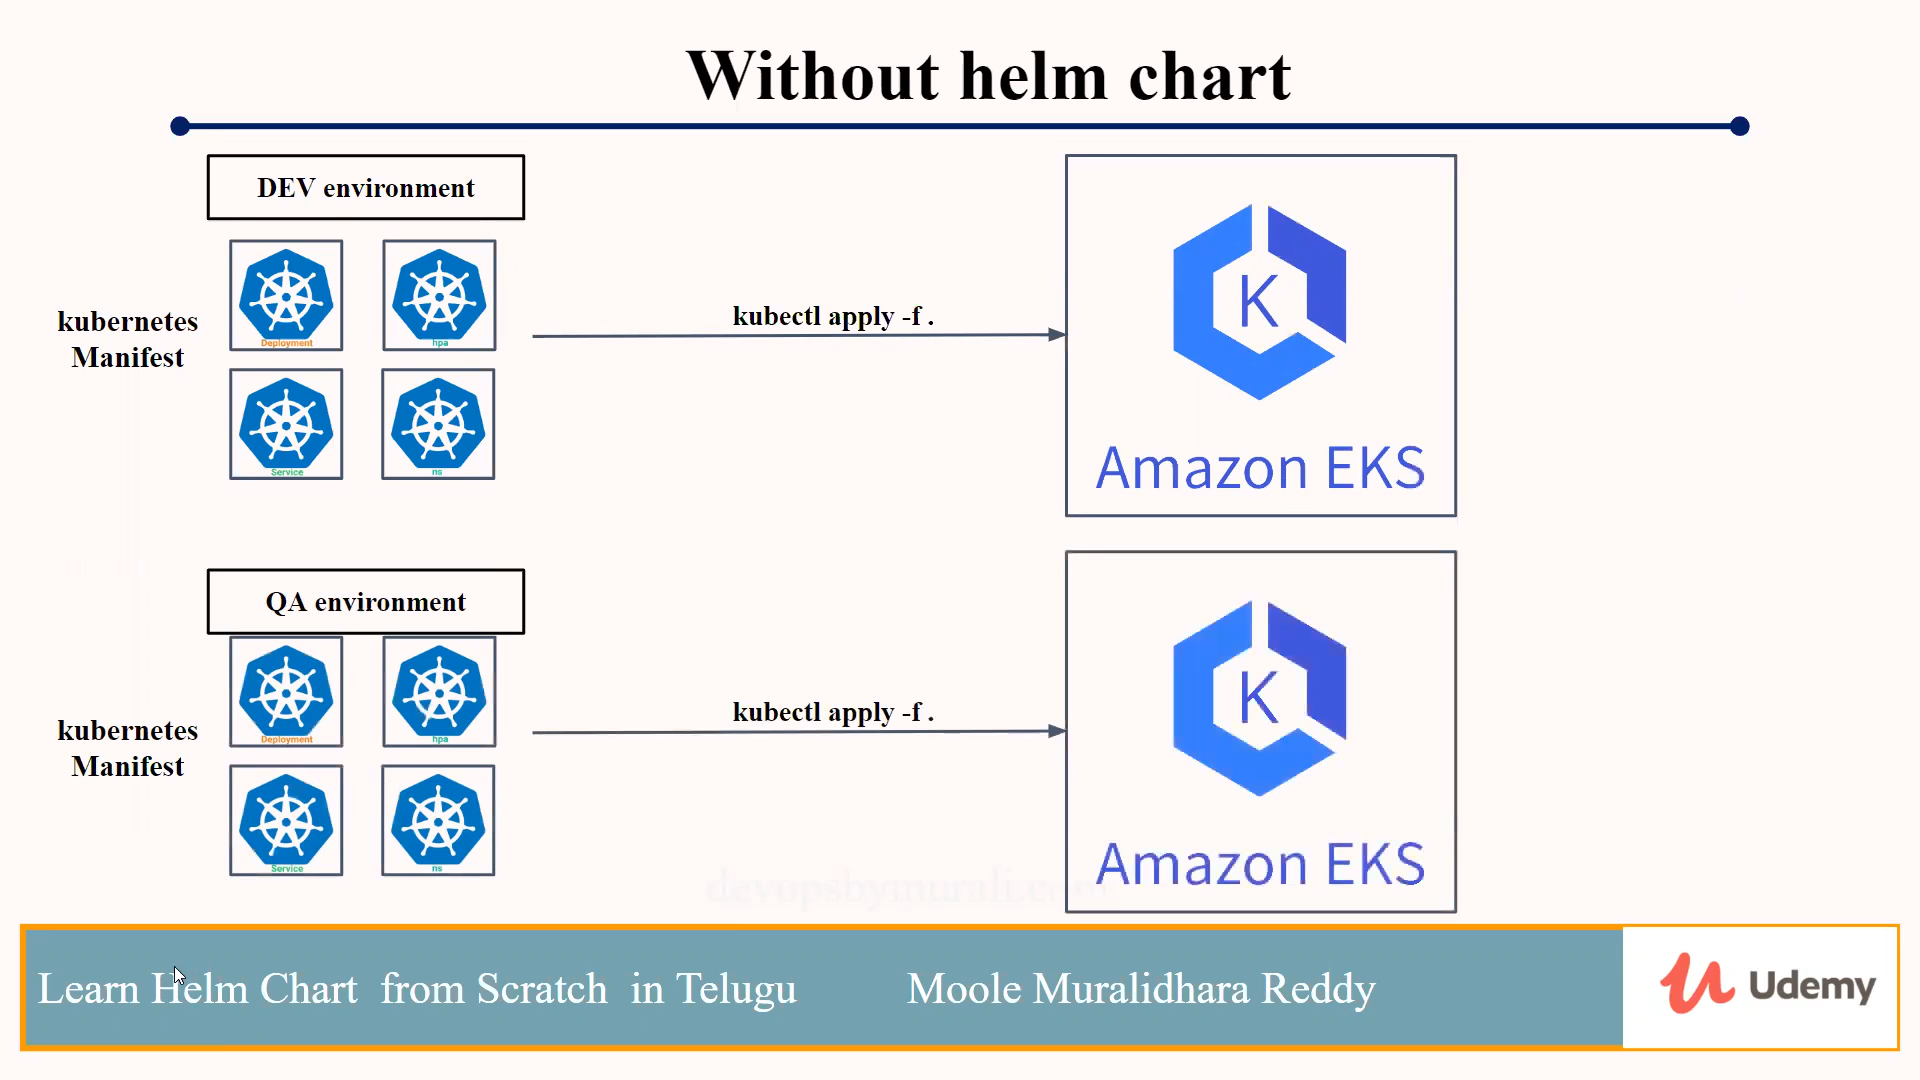 Without helm chart
DEV environment
Deployment
hpa
kubernetes
Manifest
kubectl apply -f .
K
Service
ns
Amazon EKS
QA environment
Deployment
hpa
kubernetes
Manifest
kubectl apply -f .
K
Service
ns
Amazon EKS
devopsbymurali.c
Learn Helm Chart from Scratch in Telugu
Moole Muralidhara Reddy
Udemy